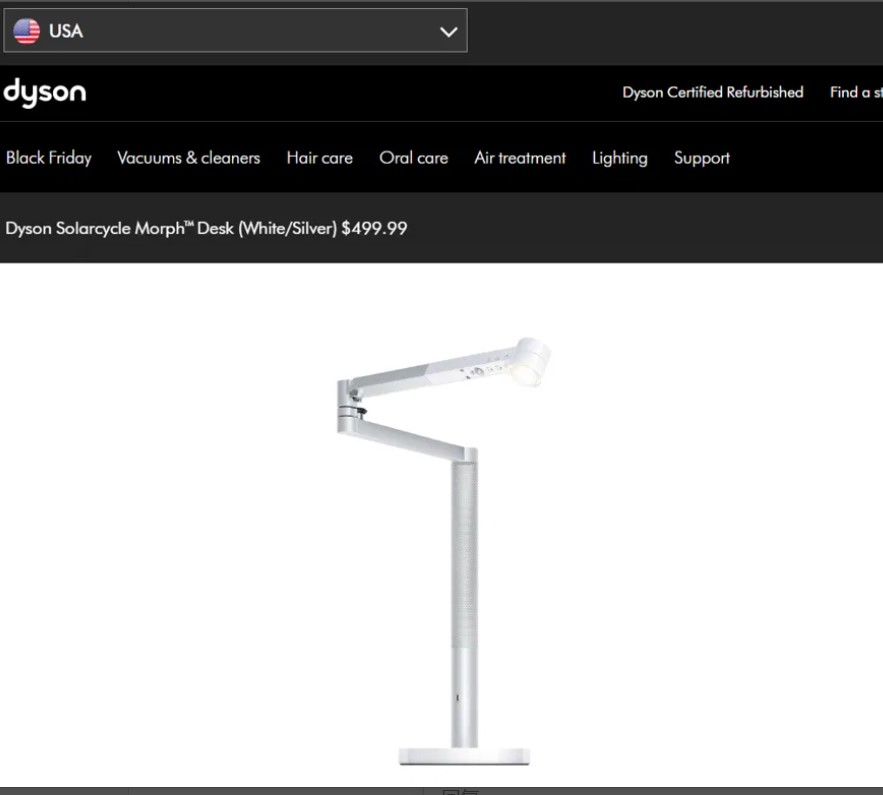 USA
dyson
Dyson Certified Refurbished Find a
Black Friday Vacuums & cleaners Hair care Oral care Air treatment Lighting Support
Dyson Solarcycle Morph™ Desk (White/Silver) $499.99